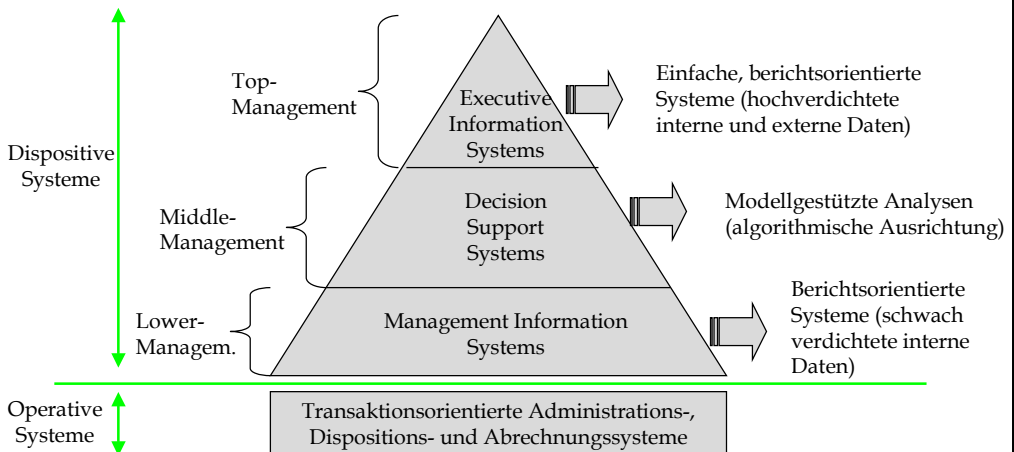 Top-
Management
Executive
Information
Systems
Einfache, berichtsorientierte
Systeme (hochverdichtete
interne und externe Daten)
Dispositive
Systeme
Middle-
Management
Decision
Support
Systems
Modellgestützte Analysen
(algorithmische Ausrichtung)
Lower-
Managem.
Management Information
Systems
Berichtsorientierte
Systeme (schwach
verdichtete interne
Daten)
Operative
Systeme
Transaktionsorientierte Administrations-,
Dispositions- und Abrechnungssysteme